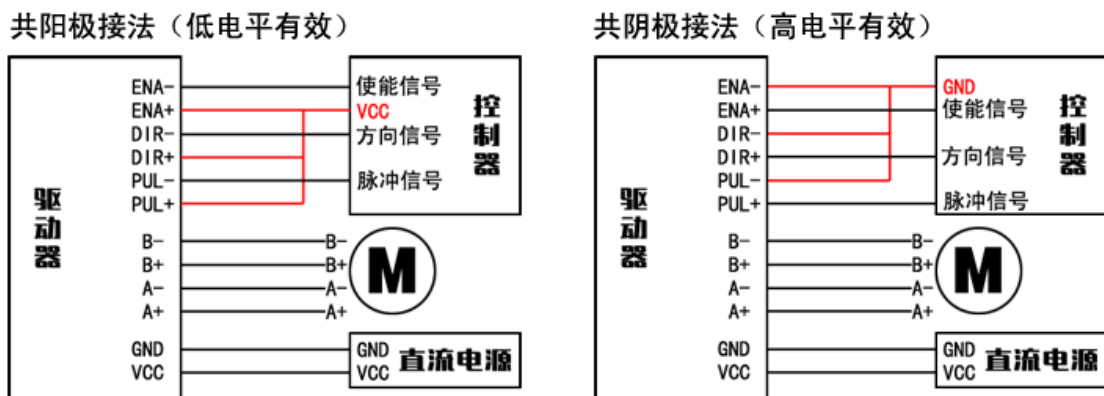 共阳极接法（低电平有效）
ENA-
ENA+
DIR-
DIR+
PUL-
PUL+
B-
B+
A-
A+
GND
VCC
驱动器
使能信号
VCC
方向信号
脉冲信号
控制器
B-
B+
A-
A+
M
GND
VCC
直流电源
共阴极接法（高电平有效）
ENA-
ENA+
DIR-
DIR+
PUL-
PUL+
B-
B+
A-
A+
GND
VCC
驱动器
GND
使能信号
方向信号
脉冲信号
控制器
B-
B+
A-
A+
M
GND
VCC
直流电源